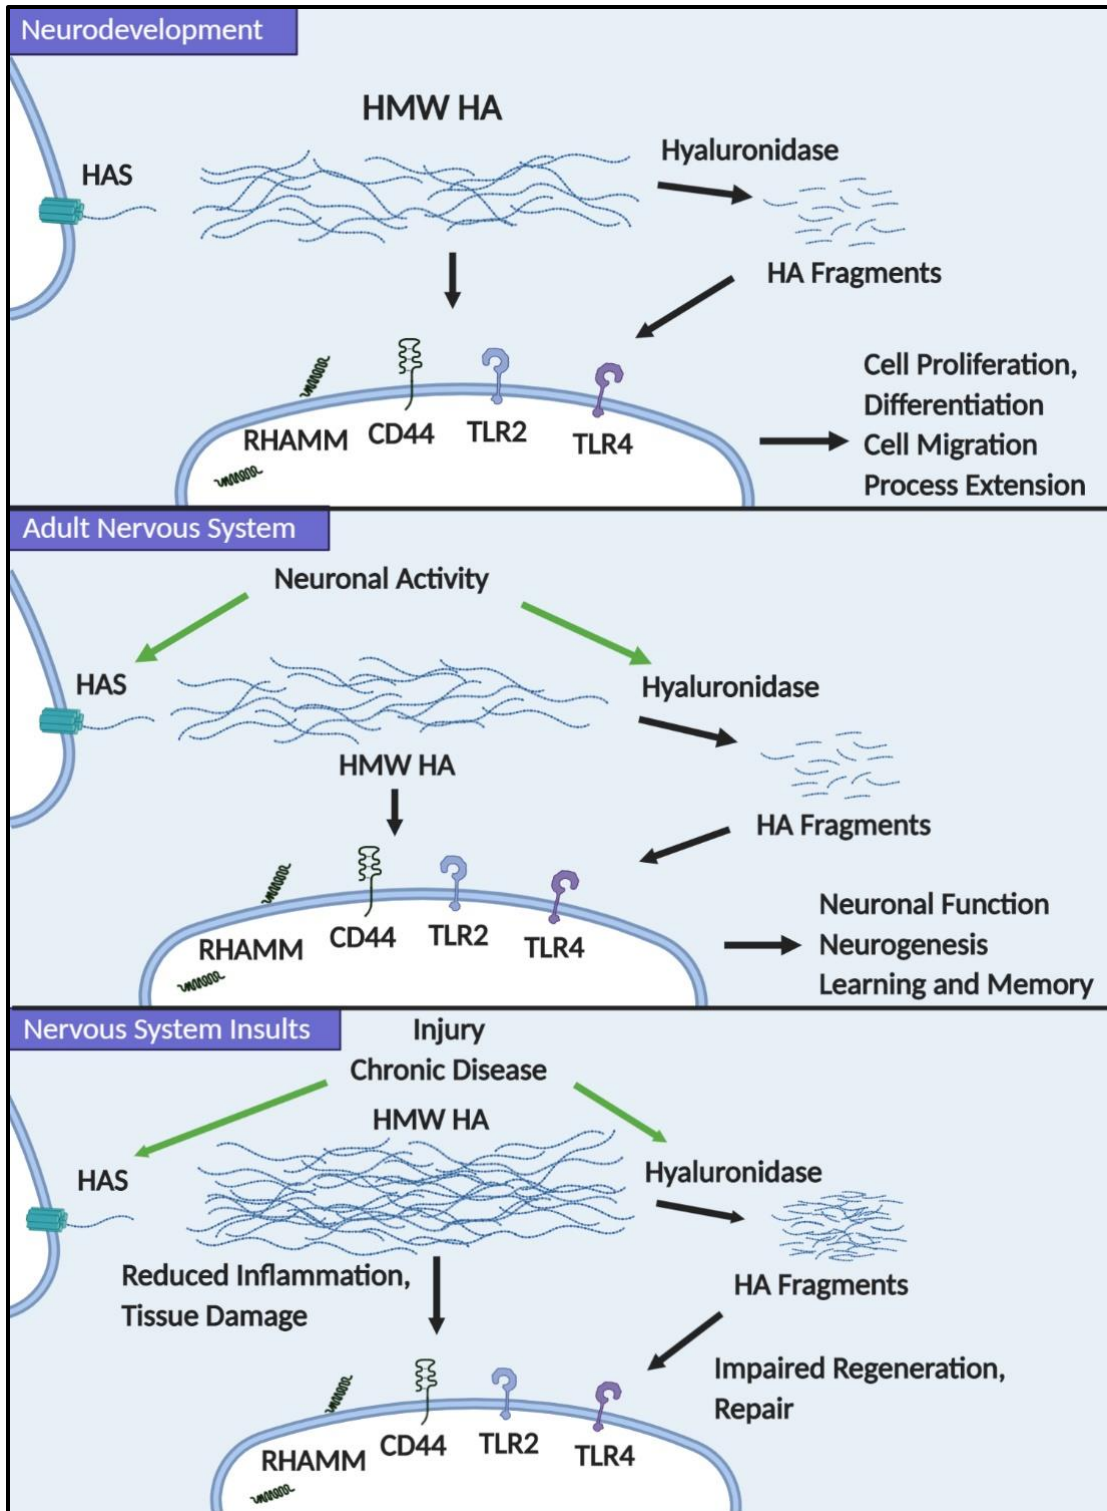 Neurodevelopment
HMW HA
Hyaluronidase
HAS
HA Fragments
Cell Proliferation,
Differentiation
Cell Migration
Process Extension
RHAMM
CD44
TLR2
TLR4
Adult Nervous System
Neuronal Activity
HAS
Hyaluronidase
HMW HA
HA Fragments
RHAMM
CD44
TLR2
TLR4
Neuronal Function
Neurogenesis
Learning and Memory
Nervous System Insults
Injury
Chronic Disease
HMW HA
HAS
Hyaluronidase
Reduced Inflammation,
Tissue Damage
HA Fragments
Impaired Regeneration,
Repair
RHAMM
CD44
TLR2
TLR4